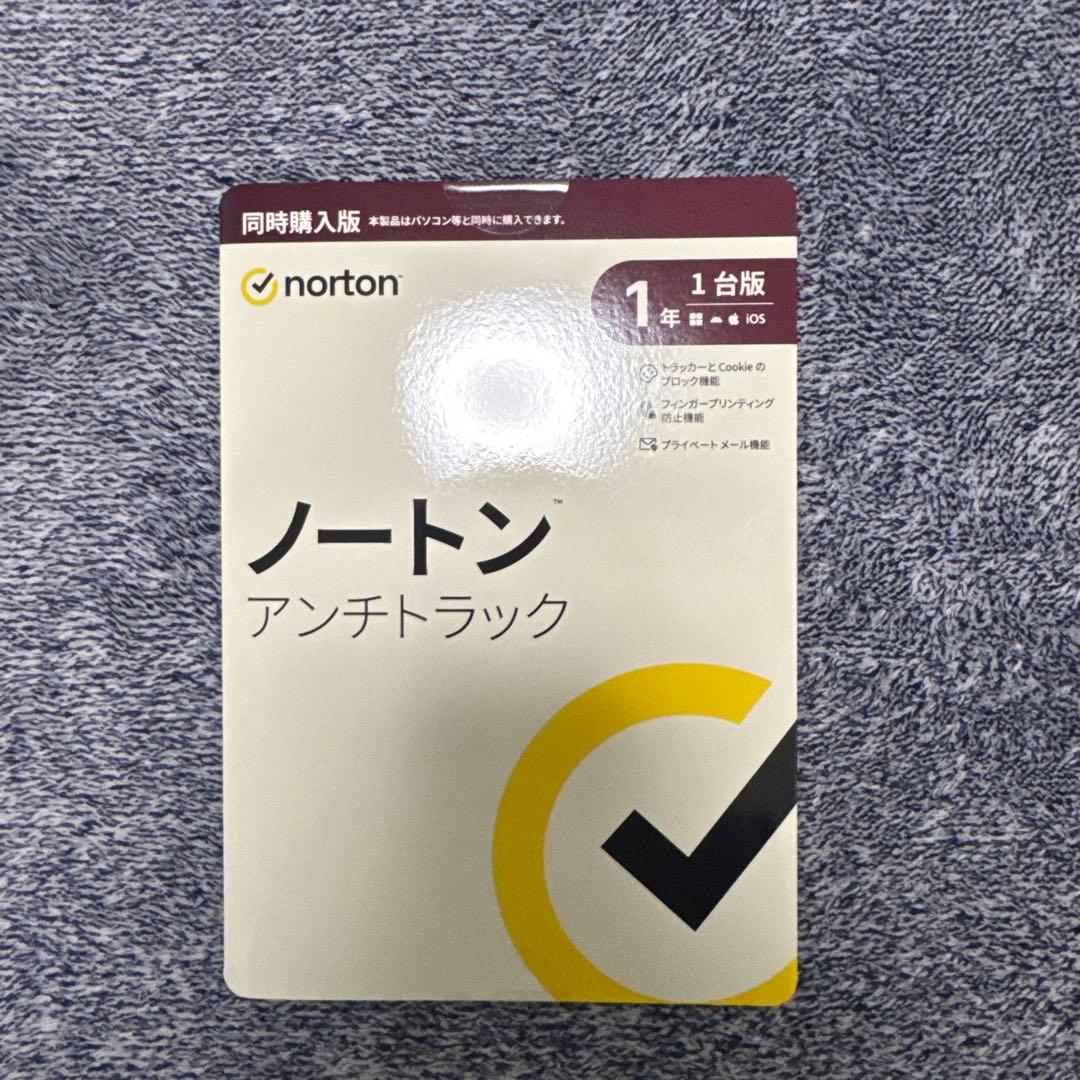 同時購入版 本製品はパソコン等と同時に購入できます。
norton™
1年
1台版
iOS
トラッカーと Cookie の
ブロック機能
フィンガープリンティング
防止機能
プライベート メール機能
ノートン™
アンチトラック